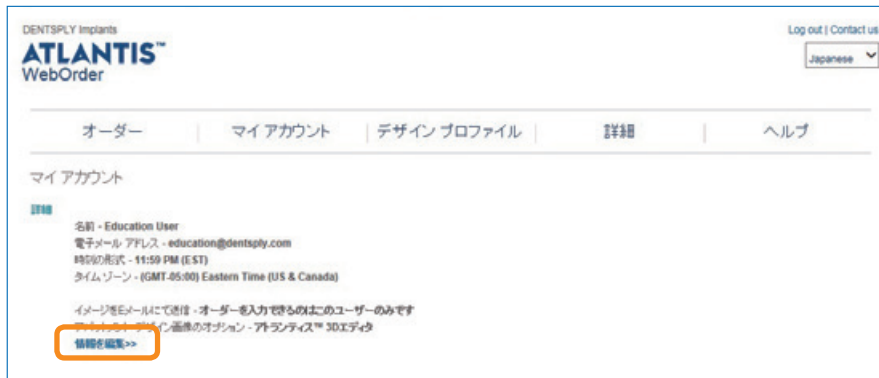 DENTSPLY Implants
ATLANTIS™
WebOrder
Log out | Contact us
Japanese
オーダー | マイ アカウント | デザイン プロファイル | 詳細 | ヘルプ
マイ アカウント
詳細
名前 - Education User
電子メール アドレス - education@dentsply.com
時刻の形式 - 11:59 PM (EST)
タイム ゾーン - (GMT-05:00) Eastern Time (US & Canada)
イメージをEメールにて送信 - オーダーを入力できるのはこのユーザーのみです
デザイン画像のオプション - アトランティス™ 3Dエディタ
情報を編集>>